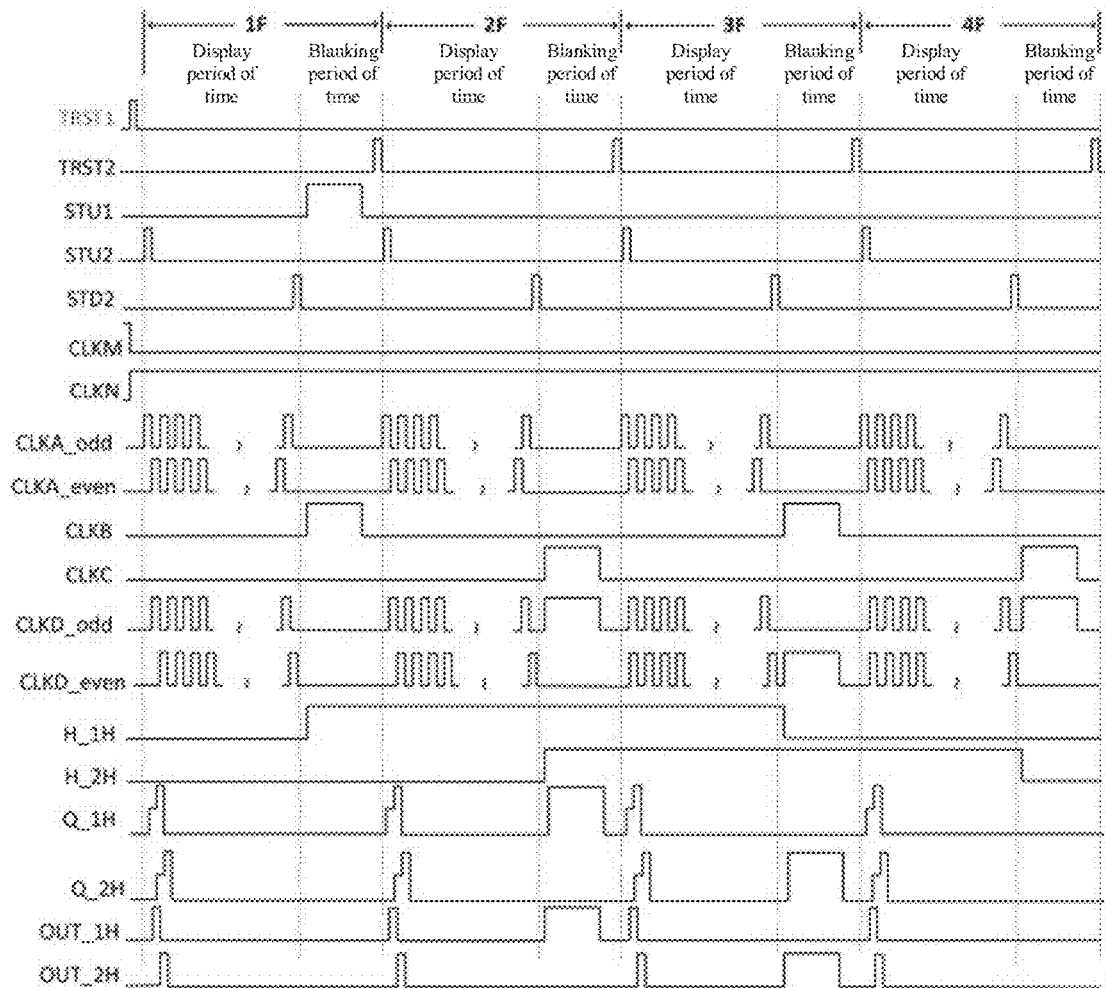 1F 2F 3F 4F
Display Blanking Display Blanking Display Blanking Display Blanking
period of period of period of period of period of period of period of period of
time time time time time time time time
TRST1
TRST2
STU1
STU2
STD2
CLKM
CLKN
CLKA_odd
CLKA_even
CLKB
CLKC
CLKD_odd
CLKD_even
H_1H
H_2H
Q_1H
Q_2H
OUT_1H
OUT_2H